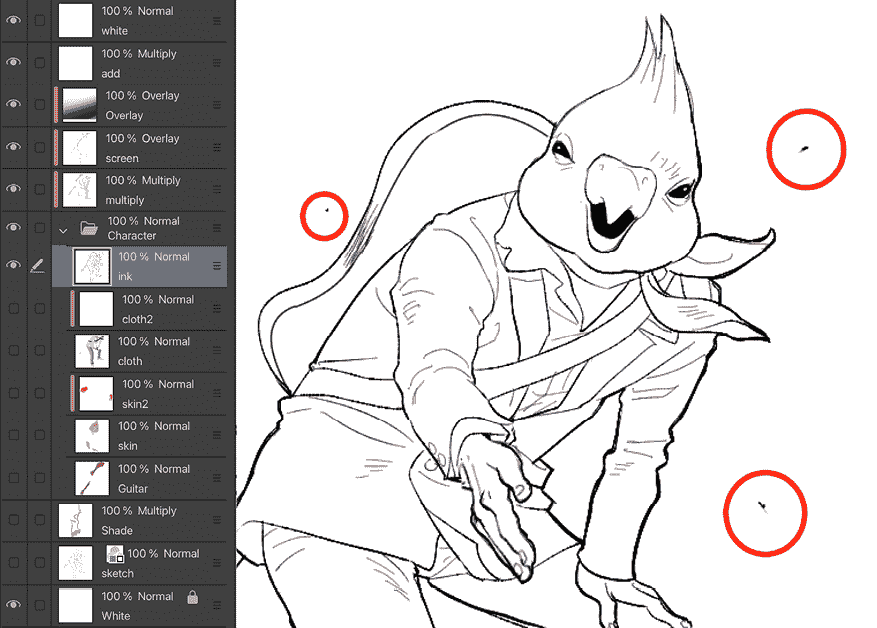 100 % Normal
white
100 % Multiply
add
100 % Overlay
Overlay
100 % Overlay
screen
100 % Multiply
multiply
100 % Normal
Character
100 % Normal
ink
100 % Normal
cloth2
100 % Normal
cloth
100 % Normal
skin2
100 % Normal
skin
100 % Normal
Guitar
100 % Multiply
Shade
100 % Normal
sketch
100 % Normal
White